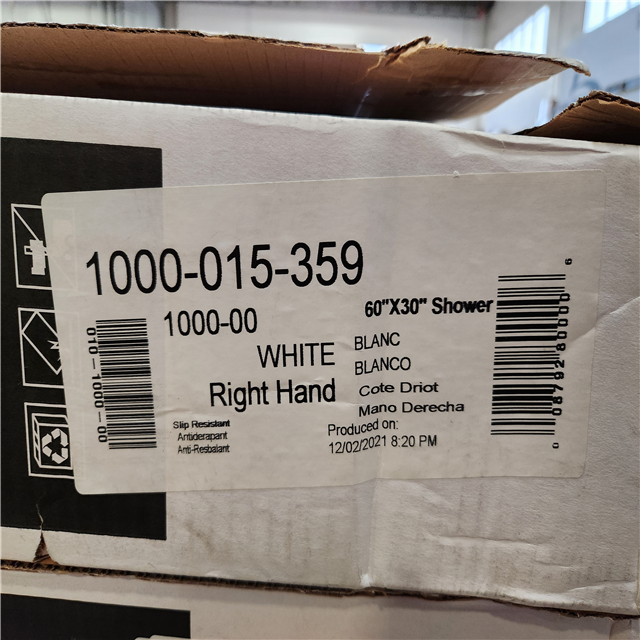 1000-015-359
1000-00
60"X30" Shower
WHITE
BLANC
BLANCO
Right Hand
Cote Driot
Mano Derecha
Slip Resistant
Antiderapant
Anti-Resbalant
Produced on:
12/02/2021 8:20 PM
010-1000-00